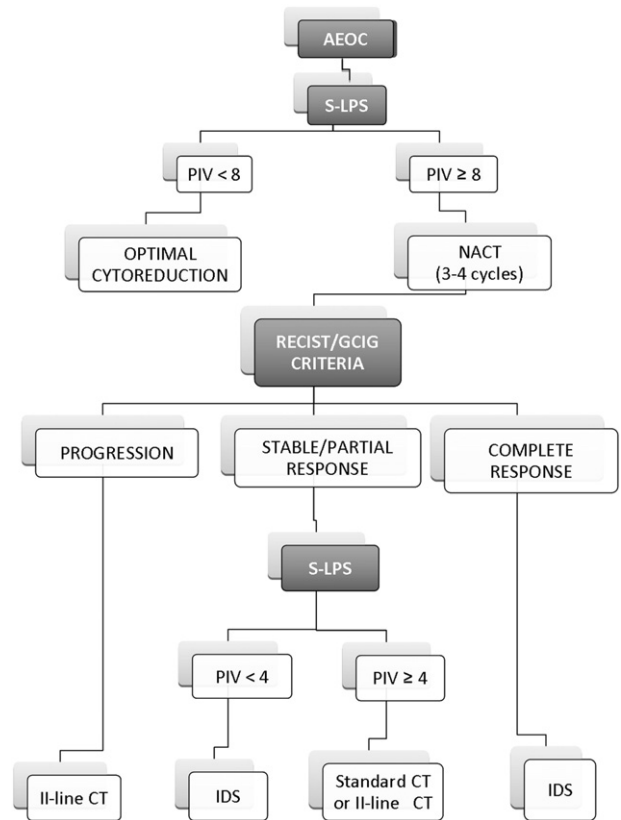 AEOC
S-LPS
PIV < 8
PIV ≥ 8
OPTIMAL
CYTOREDUCTION
NACT
(3-4 cycles)
RECIST/GCIG
CRITERIA
PROGRESSION
STABLE/PARTIAL
RESPONSE
COMPLETE
RESPONSE
S-LPS
PIV < 4
PIV ≥ 4
II-line CT
IDS
Standard CT
or II-line CT
IDS